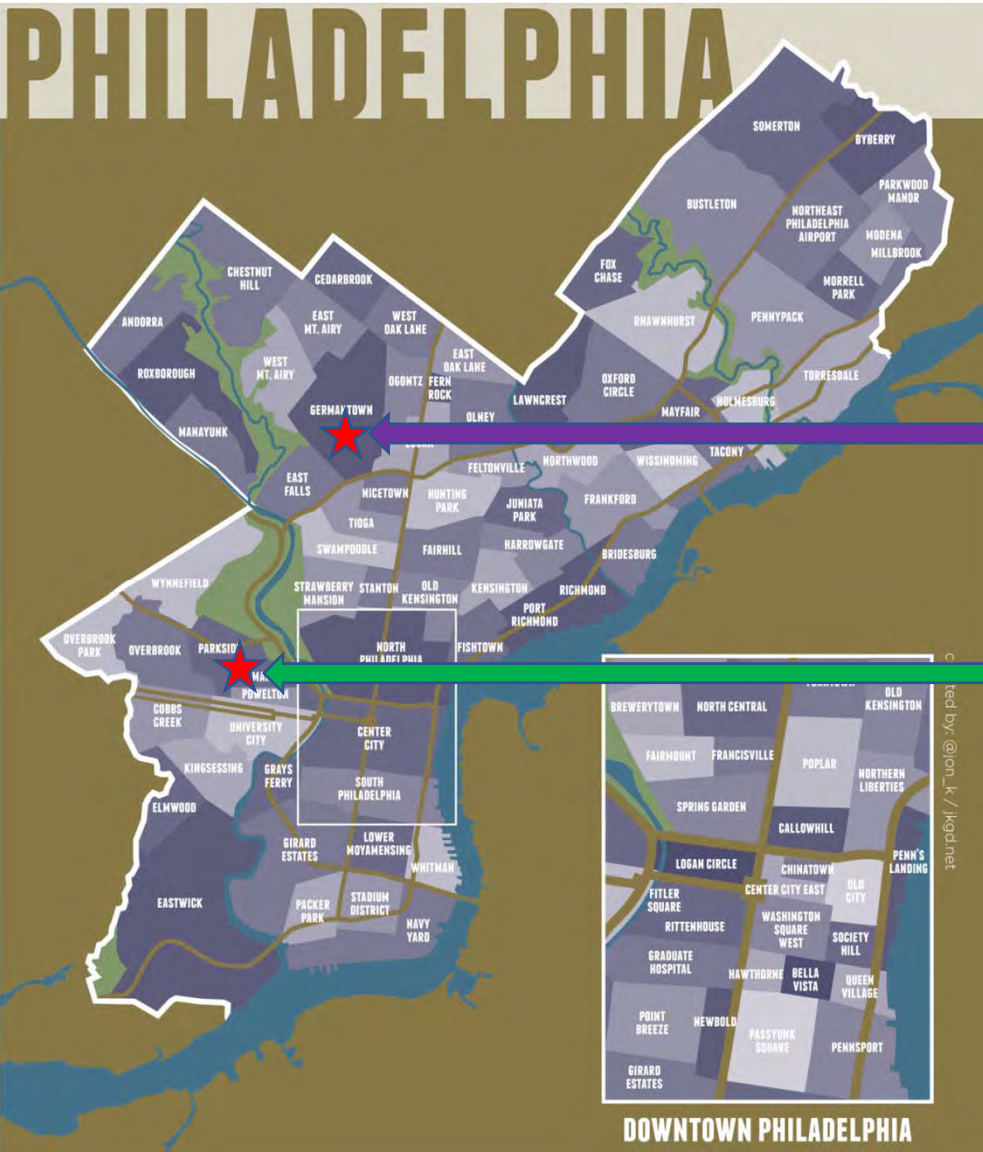 PHILADELPHIA
SOMERTON
BYBERRY
PARKWOOD
MANOR
BUSTLETON
NORTHEAST
PHILADELPHIA
AIRPORT
MODENA
MILLBROOK
FOX
CHASE
MORRELL
PARK
CHESTNUT
HILL
CEDARBROOK
RHAWNHURST
PENNYPACK
ANDORRA
EAST
MT. AIRY
WEST
OAK LANE
WEST
MT. AIRY
EAST
OAK LANE
ROXBOROUGH
OGONTZ
FERN
ROCK
OXFORD
CIRCLE
TORRESDALE
LAWNCREST
HOLMESBURG
GERMANTOWN
OLNEY
MAYFAIR
MANAYUNK
TACONY
FELTONVILLE
NORTHWOOD
WISSINOMING
EAST
FALLS
NICETOWN
HUNTING
PARK
JUNIATA
PARK
FRANKFORD
TIOGA
SWAMPOODLE
FAIRHILL
HARROWGATE
BRIDESBURG
WYNNEFIELD
STRAWBERRY
MANSION
STANTON
OLD
KENSINGTON
KENSINGTON
RICHMOND
PORT
RICHMOND
OVERBROOK
PARK
OVERBROOK
NORTH
PHILADELPHIA
FISHTOWN
POWELTON
COBBS
CREEK
UNIVERSITY
CITY
CENTER
CITY
KINGSESSING
GRAYS
FERRY
SOUTH
PHILADELPHIA
ELMWOOD
GIRARD
ESTATES
LOWER
MOYAMENSING
WHITMAN
EASTWICK
PACKER
PARK
STADIUM
DISTRICT
NAVY
YARD
BREWERYTOWN
NORTH CENTRAL
OLD
KENSINGTON
FAIRMOUNT
FRANCISVILLE
POPLAR
NORTHERN
LIBERTIES
SPRING GARDEN
CALLOWHILL
PENN'S
LANDING
LOGAN CIRCLE
CHINATOWN
CENTER CITY EAST
OLD
CITY
FITLER
SQUARE
RITTENHOUSE
WASHINGTON
SQUARE
WEST
SOCIETY
HILL
GRADUATE
HOSPITAL
HAWTHORNE
BELLA
VISTA
QUEEN
VILLAGE
POINT
BREEZE
NEWBOLD
PASSYUNK
SQUARE
PENNSPORT
GIRARD
ESTATES
DOWNTOWN PHILADELPHIA
by: @jon_k / jkgd.net